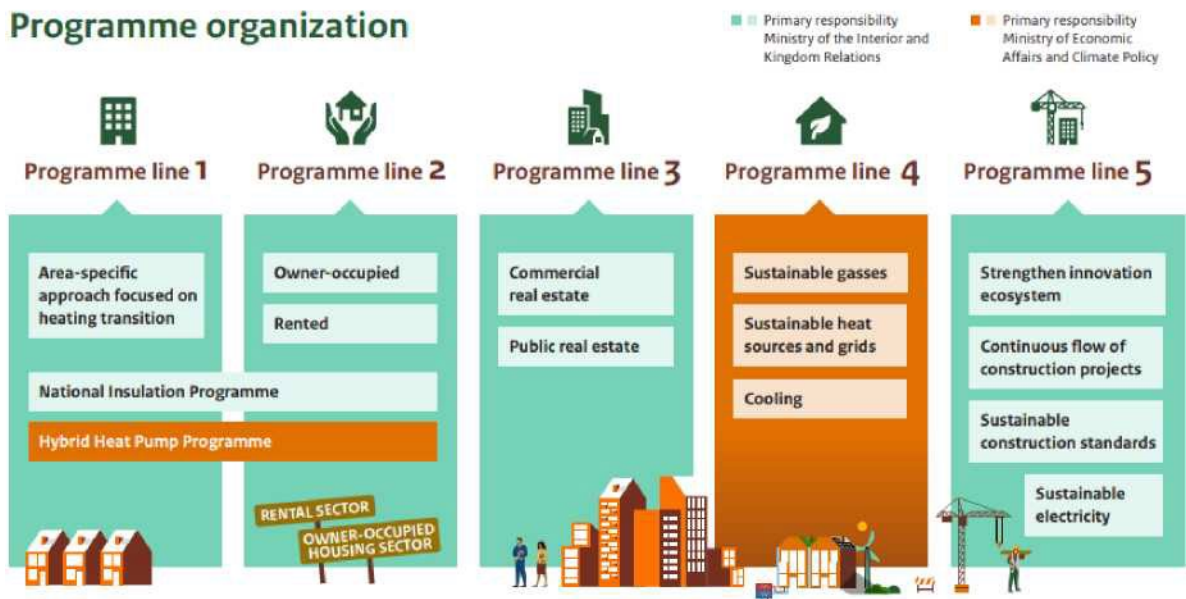 Programme organization
Primary responsibility
Ministry of the Interior and
Kingdom Relations
Primary responsibility
Ministry of Economic
Affairs and Climate Policy
Programme line 1
Programme line 2
Programme line 3
Programme line 4
Programme line 5
Area-specific
approach focused on
heating transition
Owner-occupied
Rented
National Insulation Programme
Hybrid Heat Pump Programme
RENTAL SECTOR
OWNER-OCCUPIED
HOUSING SECTOR
Commercial
real estate
Public real estate
Sustainable gasses
Sustainable heat
sources and grids
Cooling
Strengthen innovation
ecosystem
Continuous flow of
construction projects
Sustainable
construction standards
Sustainable
electricity